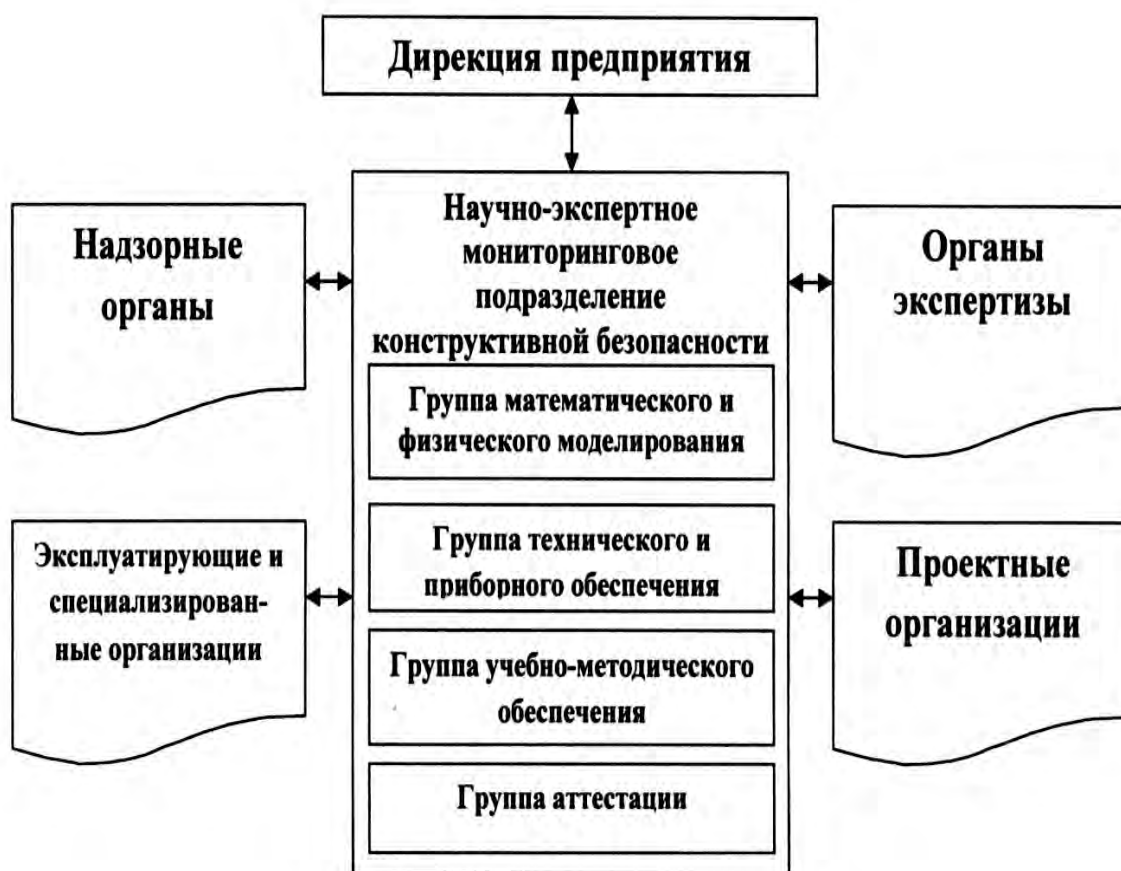 Дирекция предприятия
Научно-экспертное
мониторинговое
подразделение
конструктивной безопасности
Надзорные
органы
Органы
экспертизы
Группа математического и
физического моделирования
Эксплуатирующие и
специализирован-
ные организации
Группа технического и
приборного обеспечения
Проектные
организации
Группа учебно-методического
обеспечения
Группа аттестации